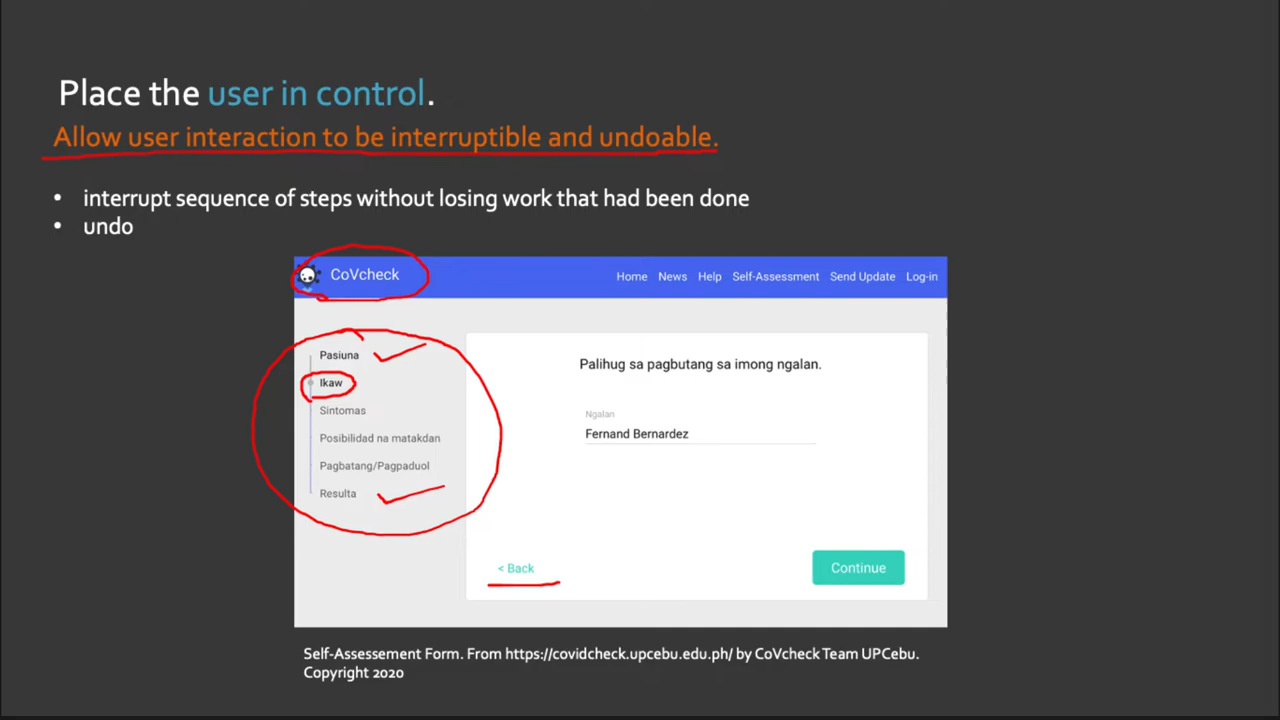 Place the user in control.
Allow user interaction to be interruptible and undoable.
• interrupt sequence of steps without losing work that had been done
• undo
CoVcheck
Home News Help Self-Assessment Send Update Log-in
Pasiuna
Ikaw
Sintomas
Posibilidad na matakdan
Pagbatang/Pagpaduol
Resulta
Palihug sa pagbutang sa imong ngalan.
Ngalan
Fernand Bernardez
< Back
Continue
Self-Assessement Form. From https://covidcheck.upcebu.edu.ph/ by CoVcheck Team UPCebu.
Copyright 2020